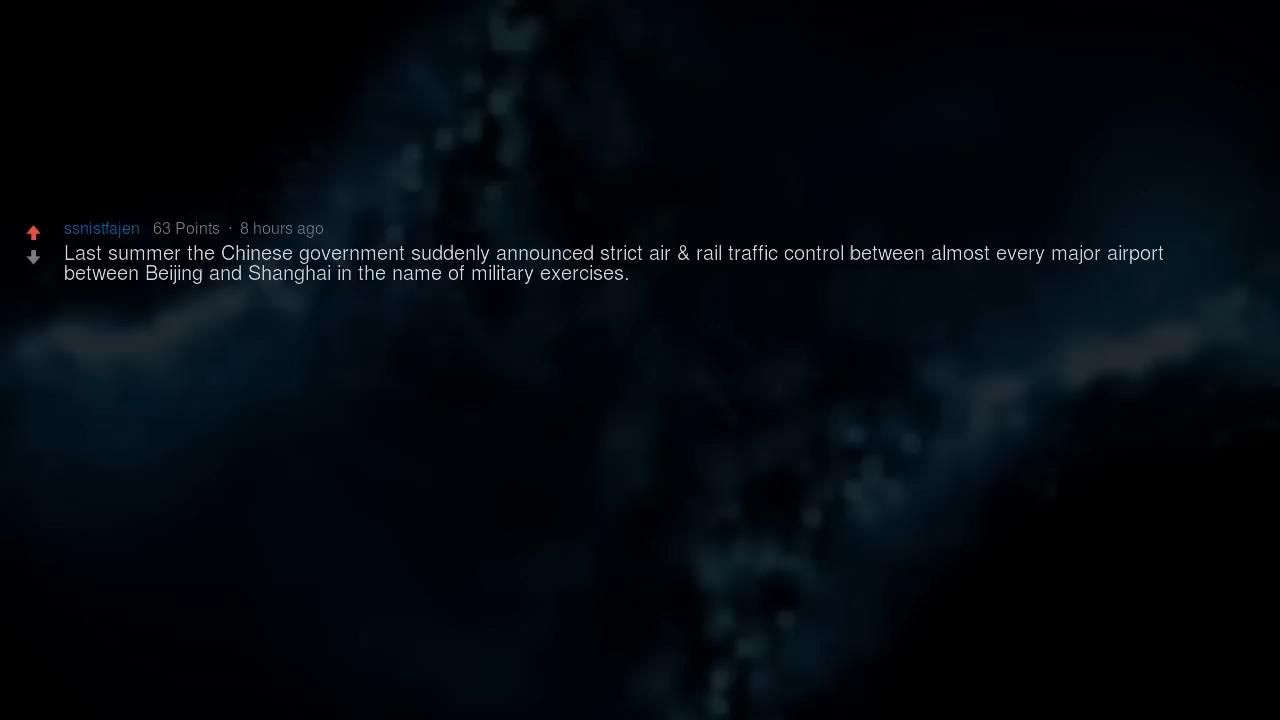 ssnistfajen 63 Points · 8 hours ago
Last summer the Chinese government suddenly announced strict air & rail traffic control between almost every major airport
between Beijing and Shanghai in the name of military exercises.